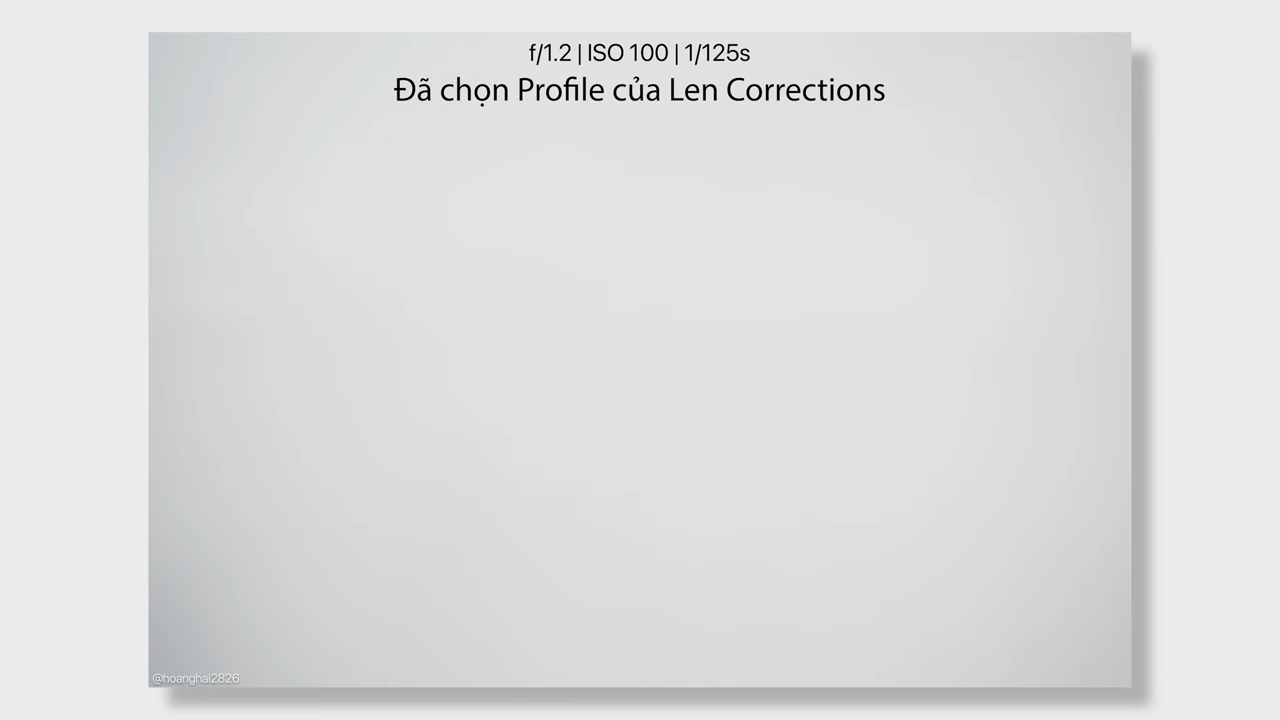 f/1.2 | ISO 100 | 1/125s
Đã chọn Profile của Len Corrections
@hoanghai2826